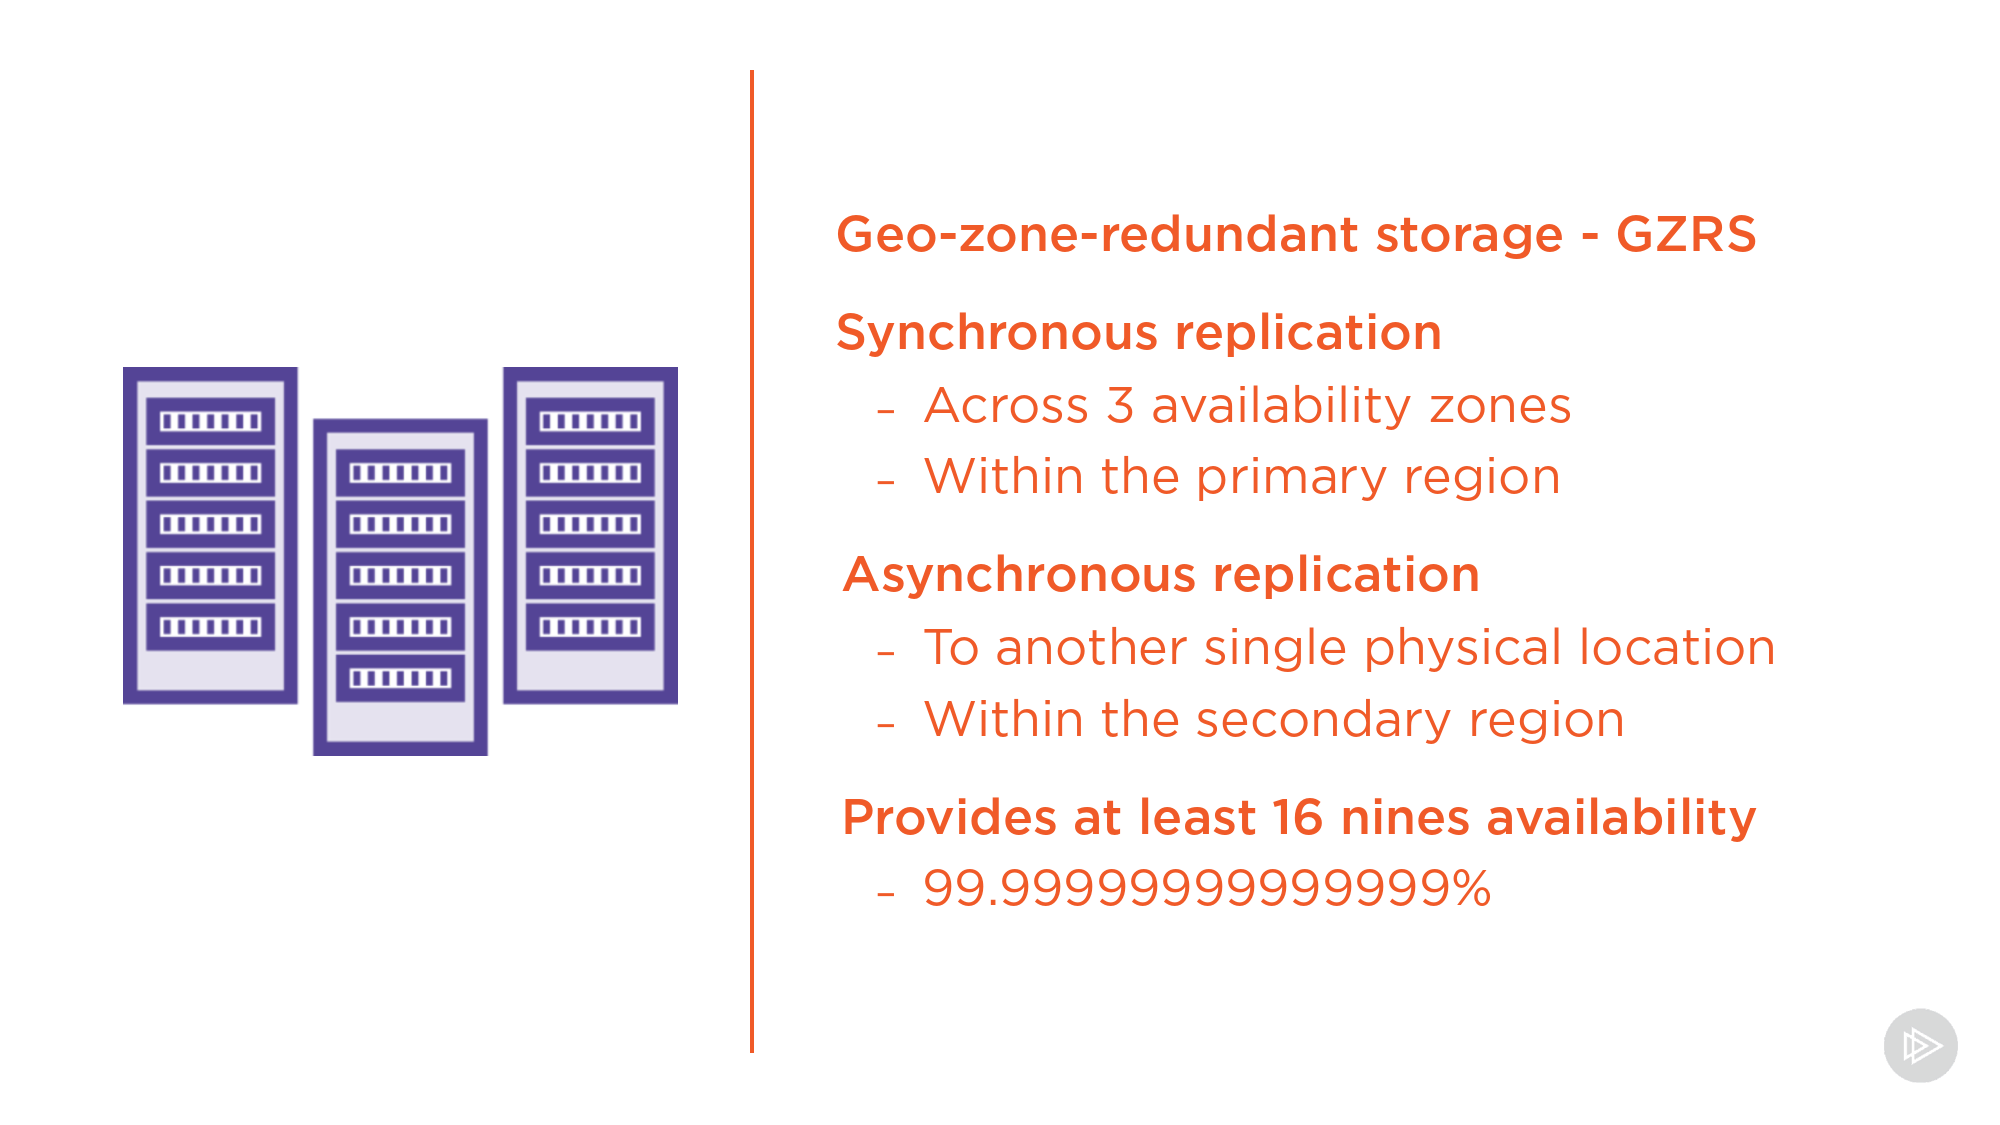 Geo-zone-redundant storage - GZRS
Synchronous replication
- Across 3 availability zones
- Within the primary region
Asynchronous replication
- To another single physical location
- Within the secondary region
Provides at least 16 nines availability
- 99.99999999999999%